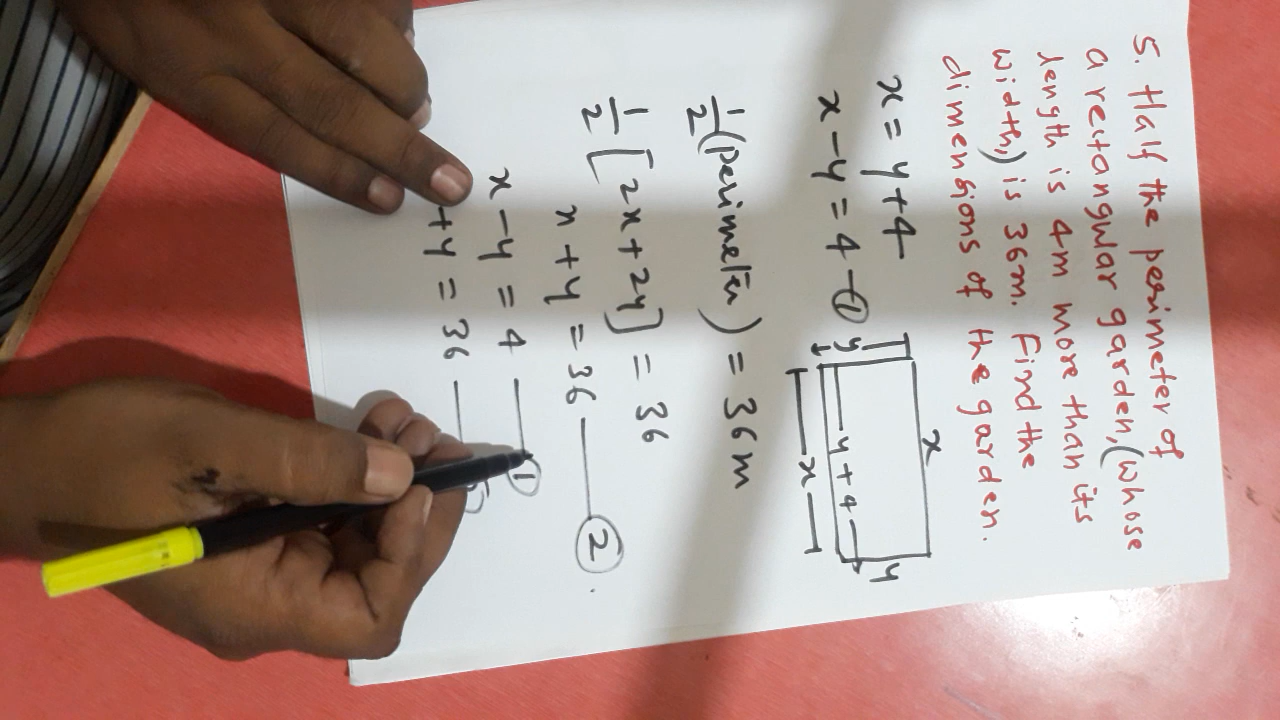 5. Half the perimeter of
a rectangular garden, (whose
length is 4m more than its
width,) is 36m. Find the
dimensions of the garden.
x = y + 4
x - y = 4 - ①
x
y
y + 4
y
x
1/2 (perimeter) = 36m
1/2 [2x + 2y] = 36
x + y = 36 — ②
x - y = 4 — ①
+ y = 36 —